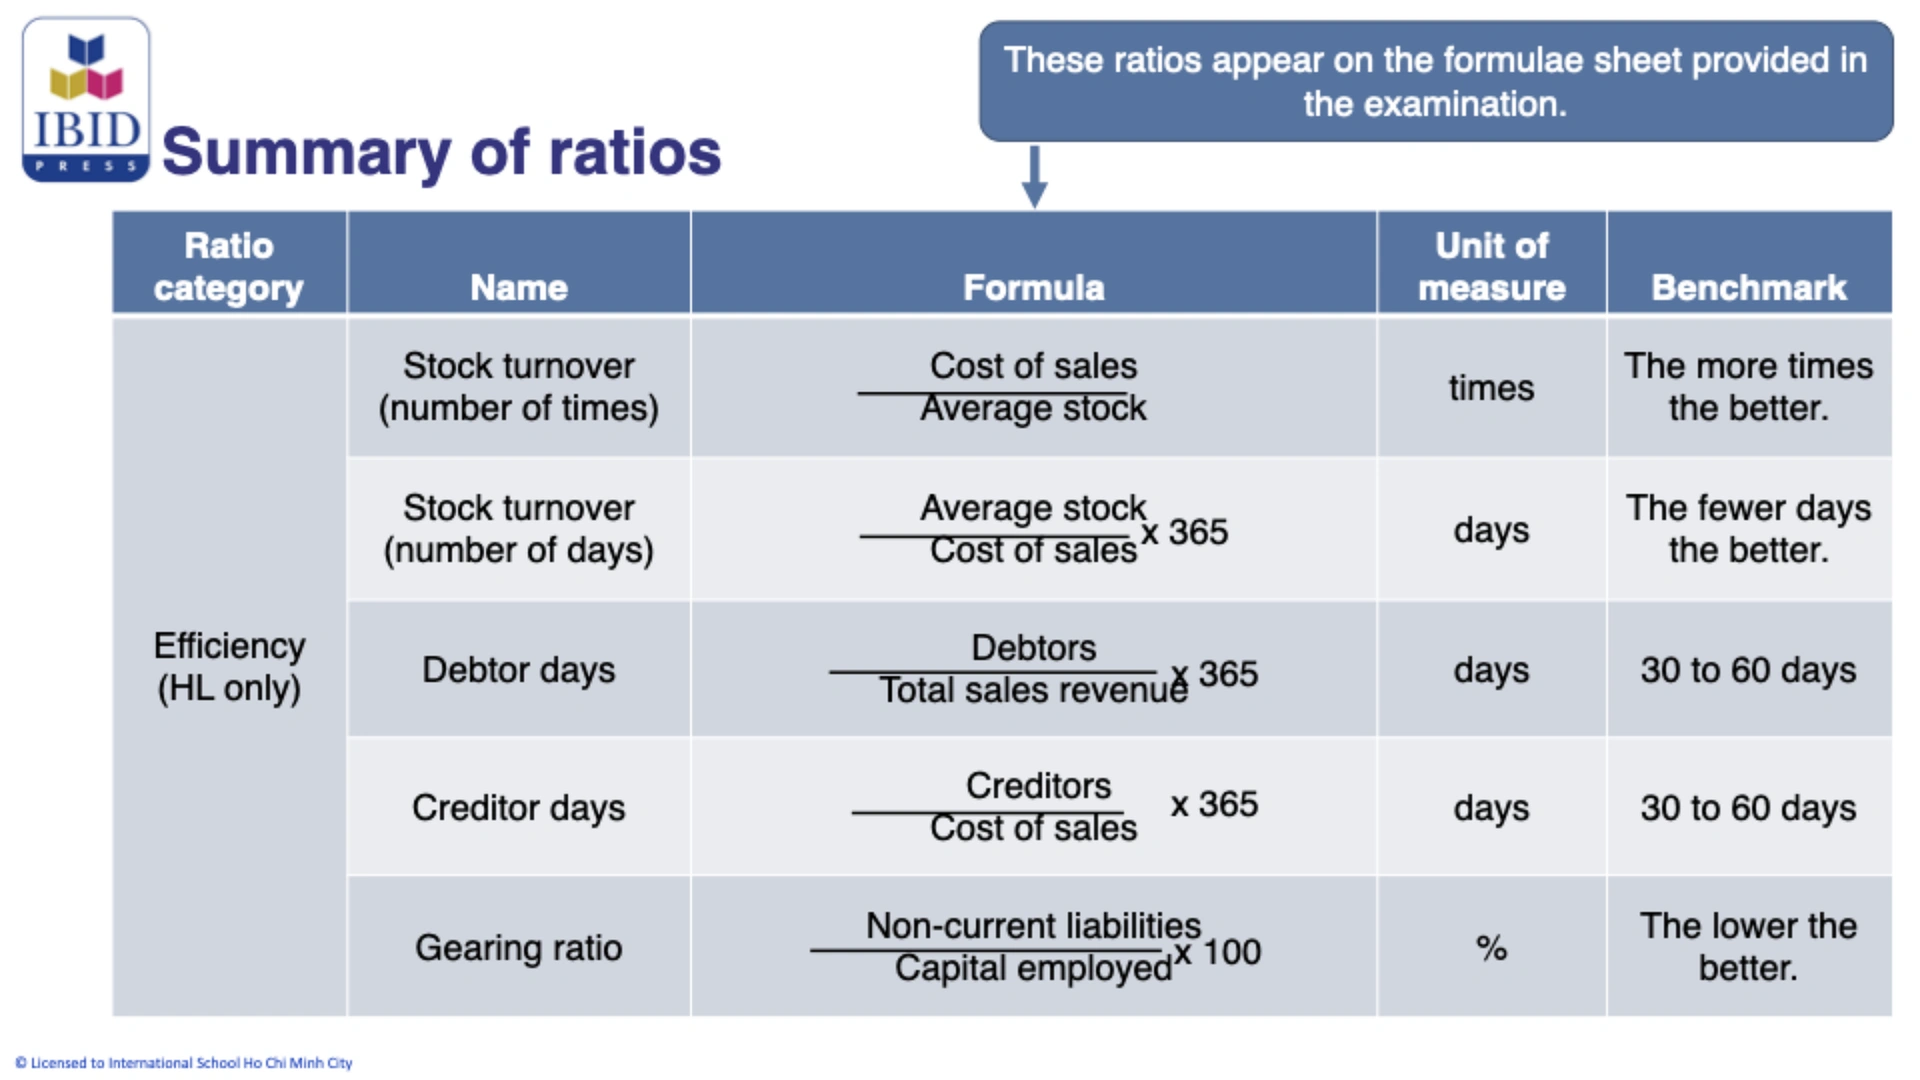 IBID
PRESS
Summary of ratios
These ratios appear on the formulae sheet provided in
the examination.
Ratio
category
Name
Formula
Unit of
measure
Benchmark
Efficiency
(HL only)
Stock turnover
(number of times)
Cost of sales
Average stock
times
The more times
the better.
Stock turnover
(number of days)
Average stock
Cost of sales
x 365
days
The fewer days
the better.
Debtor days
Debtors
Total sales revenue
x 365
days
30 to 60 days
Creditor days
Creditors
Cost of sales
x 365
days
30 to 60 days
Gearing ratio
Non-current liabilities
Capital employed
x 100
%
The lower the
better.
© Licensed to International School Ho Chi Minh City